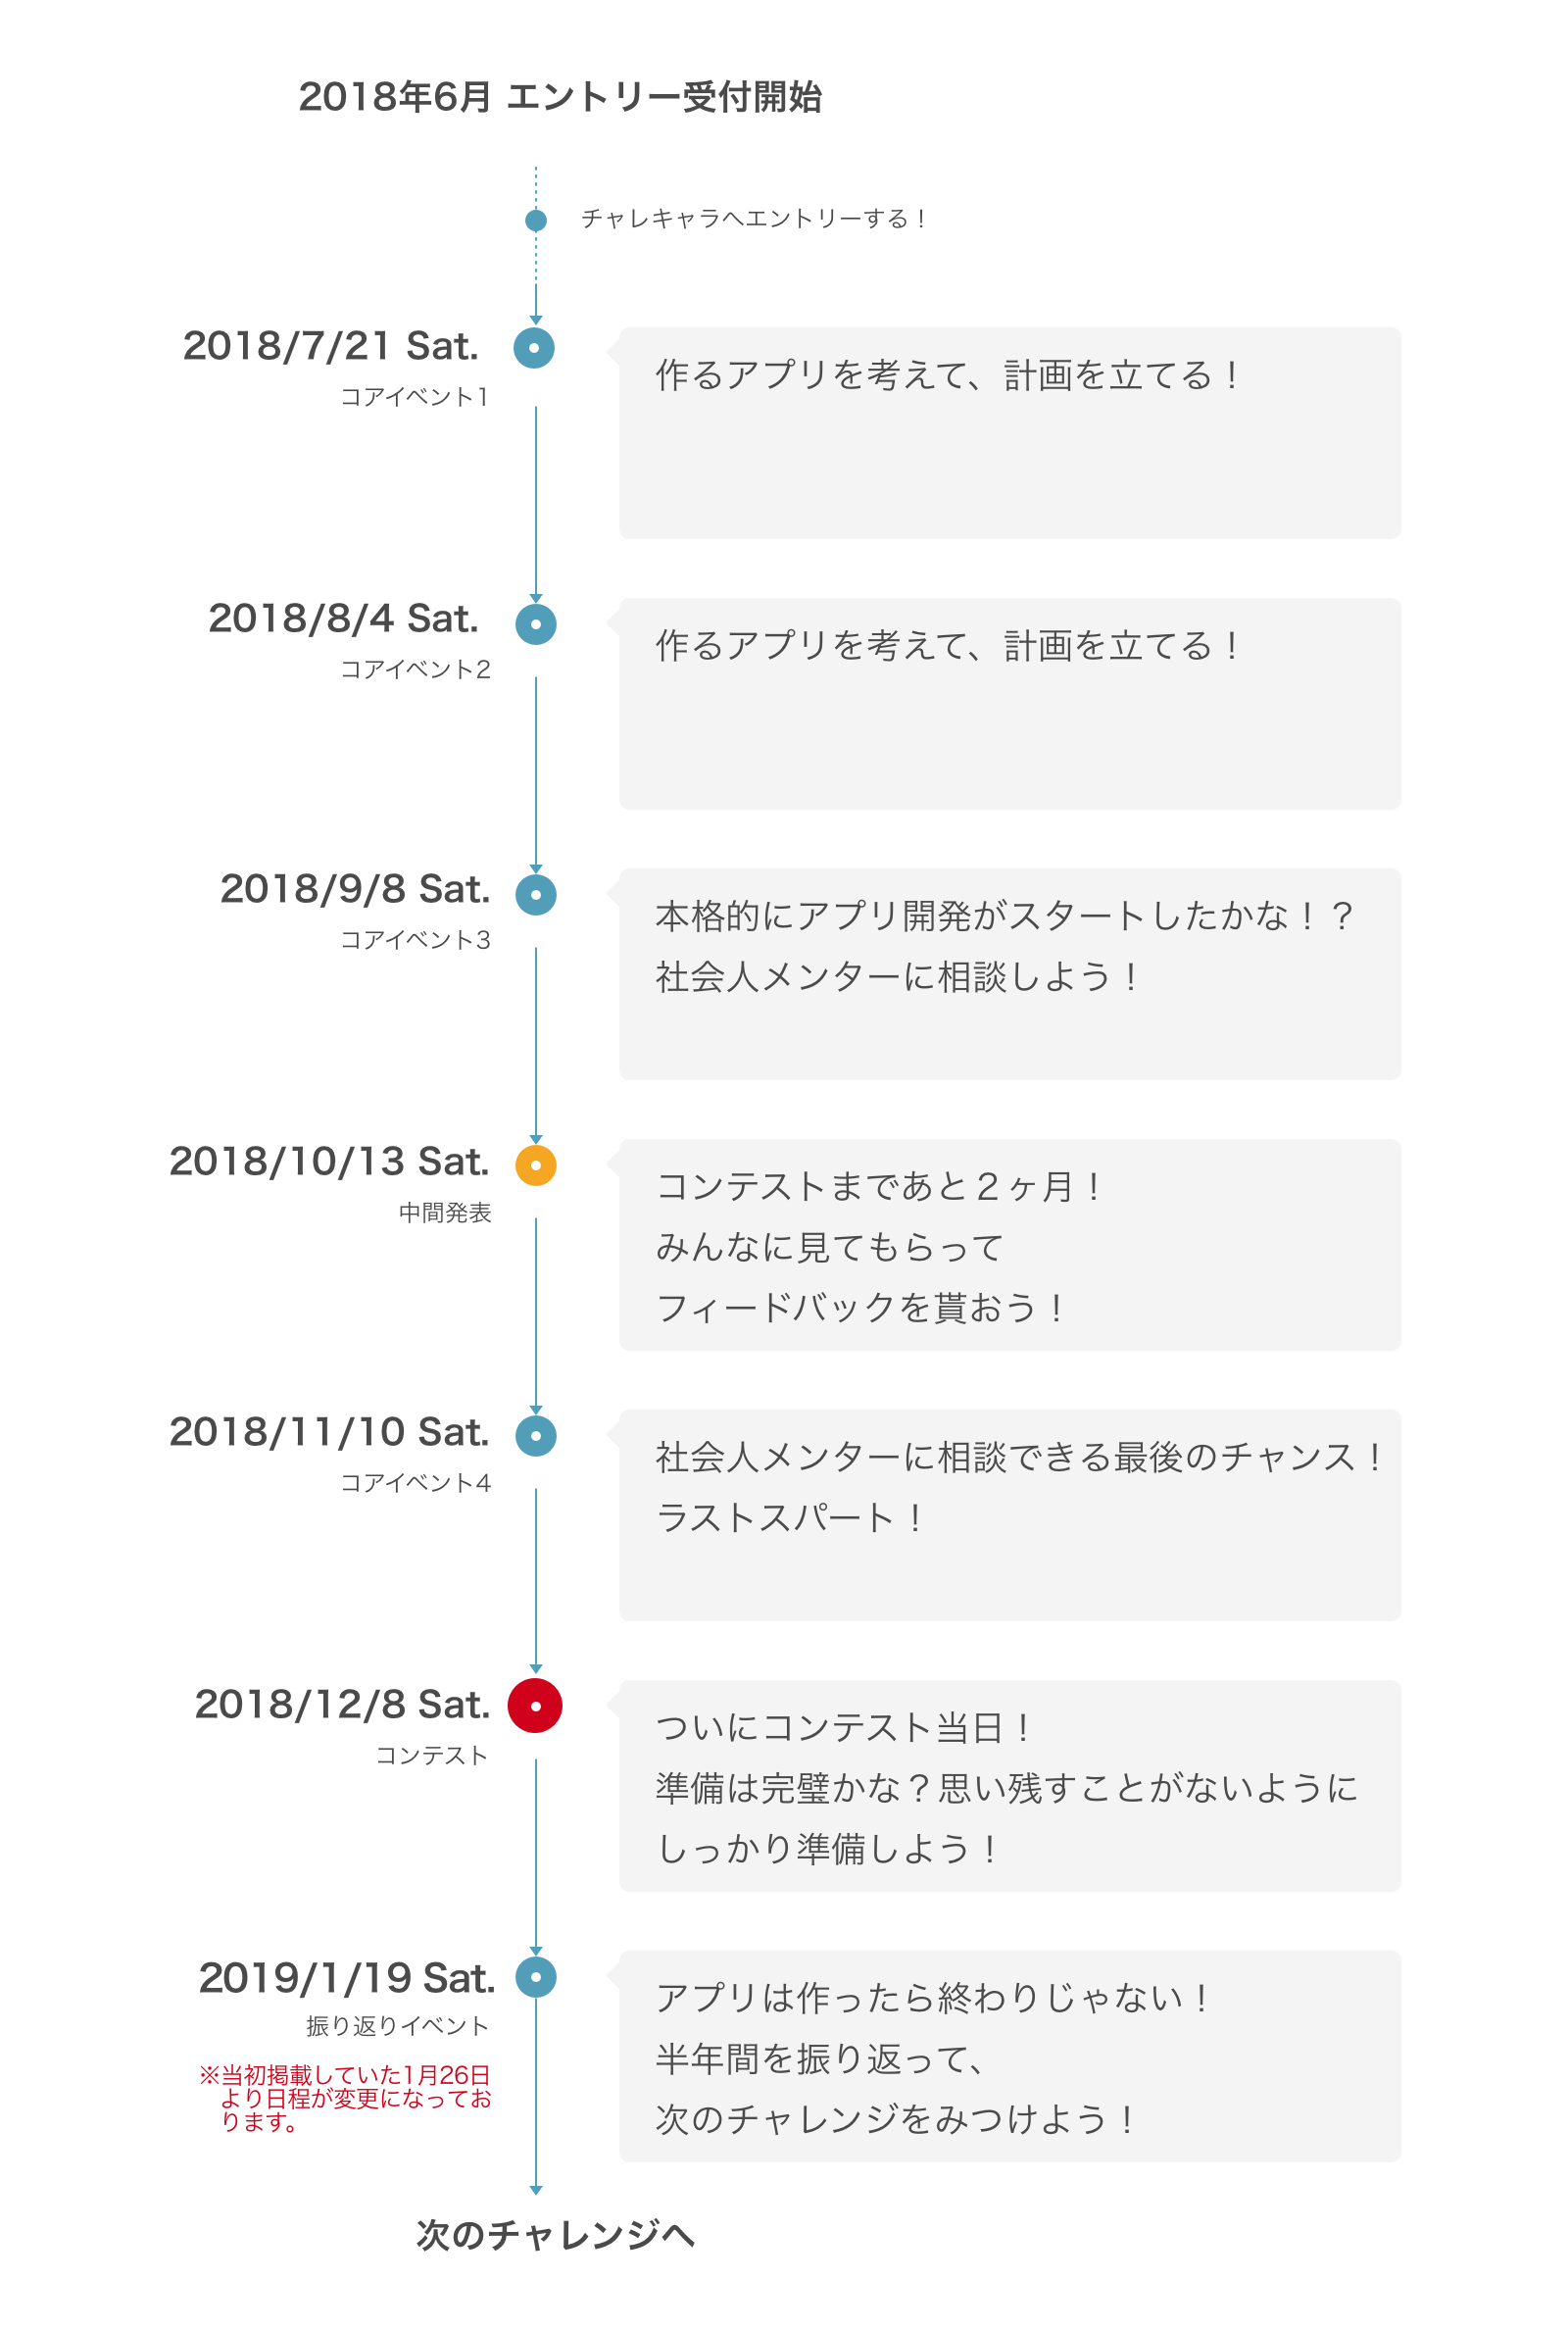 2018年6月 エントリー受付開始
チャレキャラへエントリーする！
2018/7/21 Sat.
コアイベント1
作るアプリを考えて、計画を立てる！
2018/8/4 Sat.
コアイベント2
作るアプリを考えて、計画を立てる！
2018/9/8 Sat.
コアイベント3
本格的にアプリ開発がスタートしたかな！？
社会人メンターに相談しよう！
2018/10/13 Sat.
中間発表
コンテストまであと２ヶ月！
みんなに見てもらって
フィードバックを貰おう！
2018/11/10 Sat.
コアイベント4
社会人メンターに相談できる最後のチャンス！
ラストスパート！
2018/12/8 Sat.
コンテスト
ついにコンテスト当日！
準備は完璧かな？思い残すことがないように
しっかり準備しよう！
2019/1/19 Sat.
振り返りイベント
※当初掲載していた1月26日
より日程が変更になってお
ります。
アプリは作ったら終わりじゃない！
半年間を振り返って、
次のチャレンジをみつけよう！
次のチャレンジへ